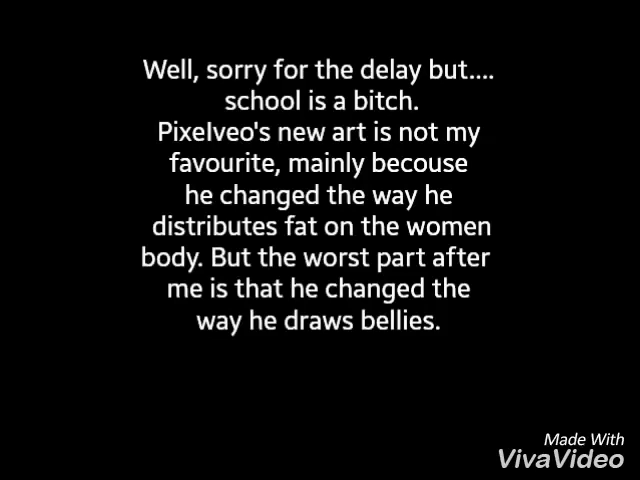 Well, sorry for the delay but....
school is a bitch.
Pixelveo's new art is not my
favourite, mainly becouse
he changed the way he
distributes fat on the women
body. But the worst part after
me is that he changed the
way he draws bellies.
Made With
VivaVideo